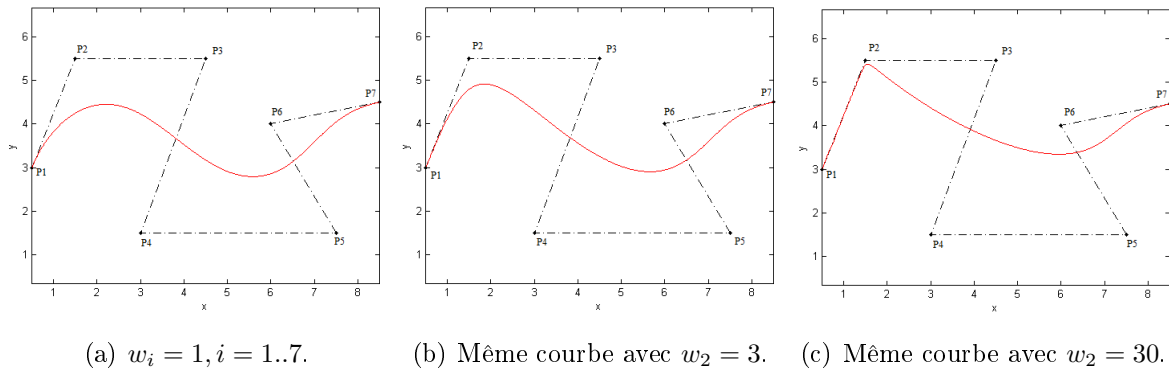 6
5
4
3
2
1
y
P2
P3
P6
P7
P1
P4
P5
1 2 3 4 5 6 7 8
x
6
5
4
3
2
1
y
P2
P3
P6
P7
P1
P4
P5
1 2 3 4 5 6 7 8
x
6
5
4
3
2
1
y
P2
P3
P6
P7
P1
P4
P5
1 2 3 4 5 6 7 8
x
(a) $w_i = 1, i = 1..7.$
(b) Même courbe avec $w_2 = 3.$
(c) Même courbe avec $w_2 = 30.$